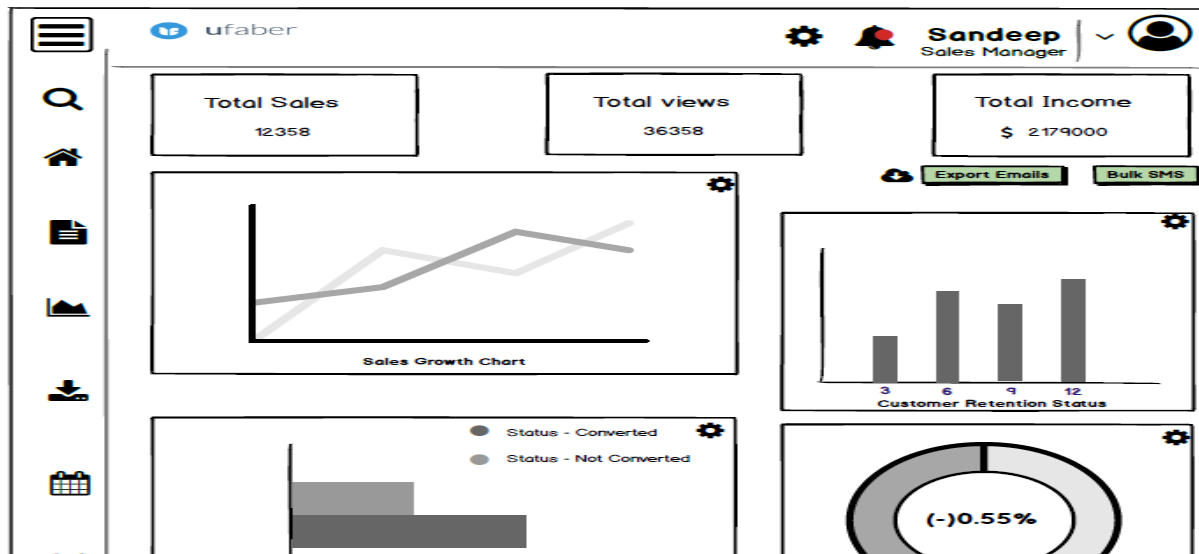 ufaber
Sandeep
Sales Manager
Total Sales
12358
Total views
36358
Total Income
$ 2179000
Export Emails
Bulk SMS
Sales Growth Chart
3 6 9 12
Customer Retention Status
Status - Converted
Status - Not Converted
(-)0.55%